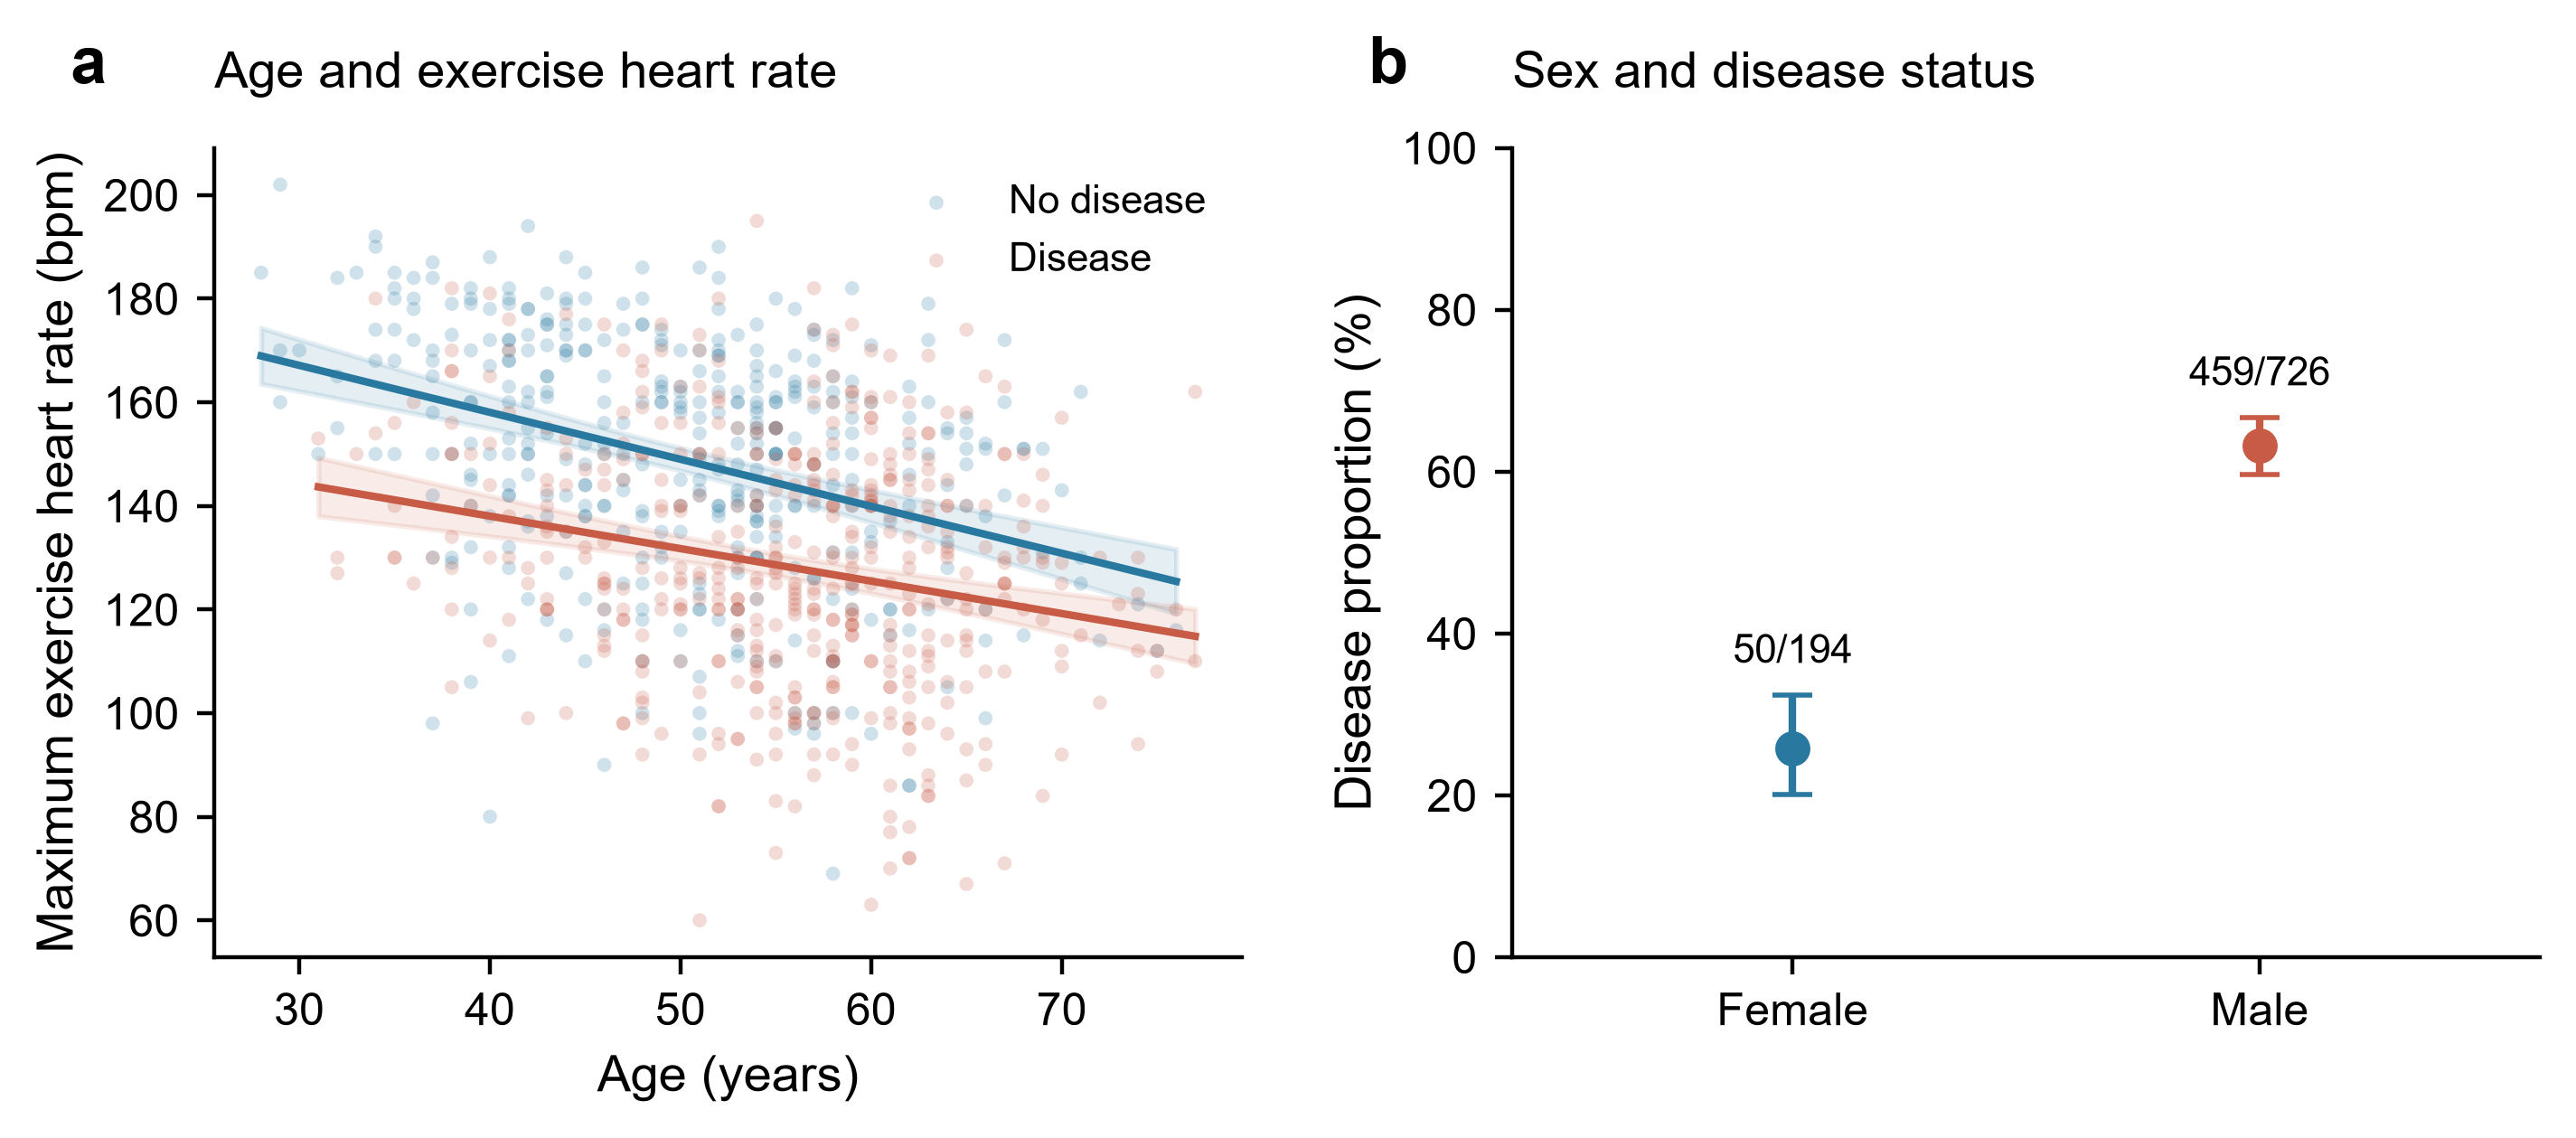 a
Age and exercise heart rate
Maximum exercise heart rate (bpm)
200
180
160
140
120
100
80
60
No disease
Disease
30 40 50 60 70
Age (years)
b
Sex and disease status
Disease proportion (%)
100
80
60
40
20
0
50/194
459/726
Female Male